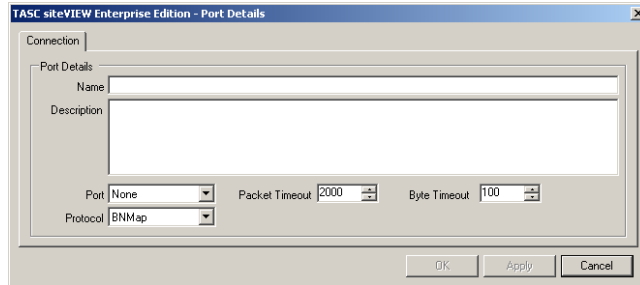 TASC siteVIEW Enterprise Edition - Port Details
Connection
Port Details
Name
Description
Port None Packet Timeout 2000 Byte Timeout 100
Protocol BNMap
OK Apply Cancel